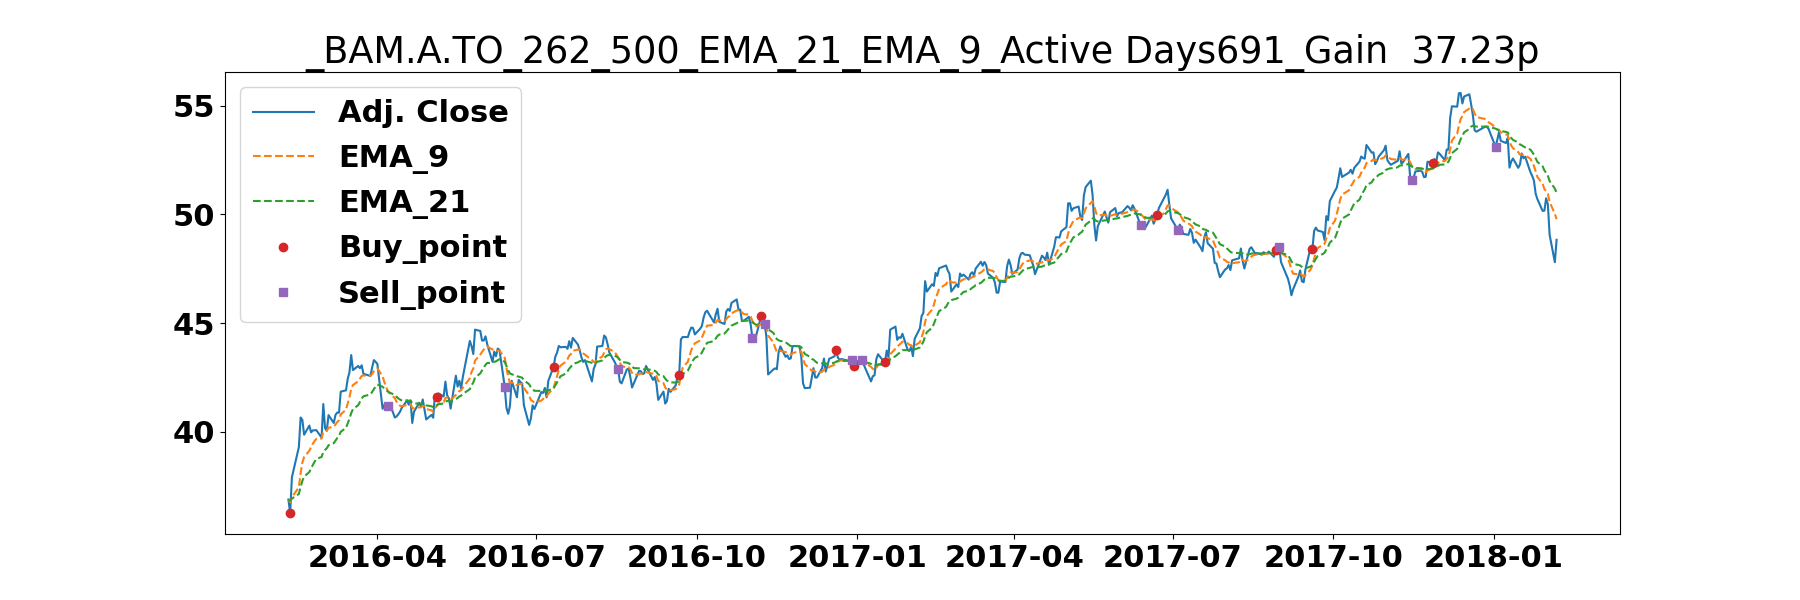 _BAM.A.TO_262_500_EMA_21_EMA_9_Active Days691_Gain  37.23p
Adj. Close
EMA_9
EMA_21
Buy_point
Sell_point
55
50
45
40
2016-04 2016-07 2016-10 2017-01 2017-04 2017-07 2017-10 2018-01